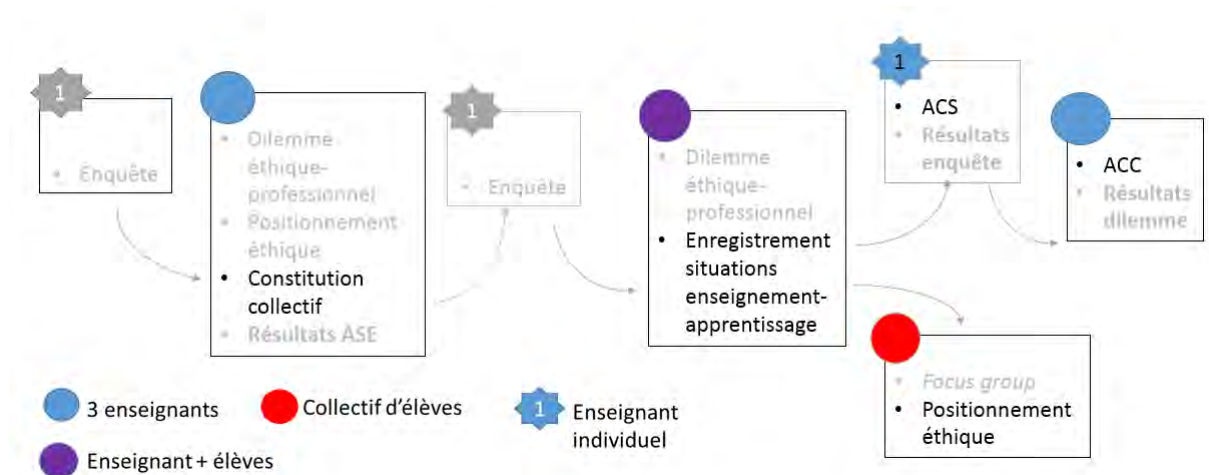 1
• Enquête
• Dilemme
éthique-
professionnel
• Positionnement
éthique
• Constitution
collectif
• Résultats ASE
1
• Enquête
• Dilemme
éthique-
professionnel
• Enregistrement
situations
enseignement-
apprentissage
1
• ACS
• Résultats
enquête
• ACC
• Résultats
dilemme
• Focus group
• Positionnement
éthique
3 enseignants
Collectif d'élèves
1
Enseignant
individuel
Enseignant + élèves